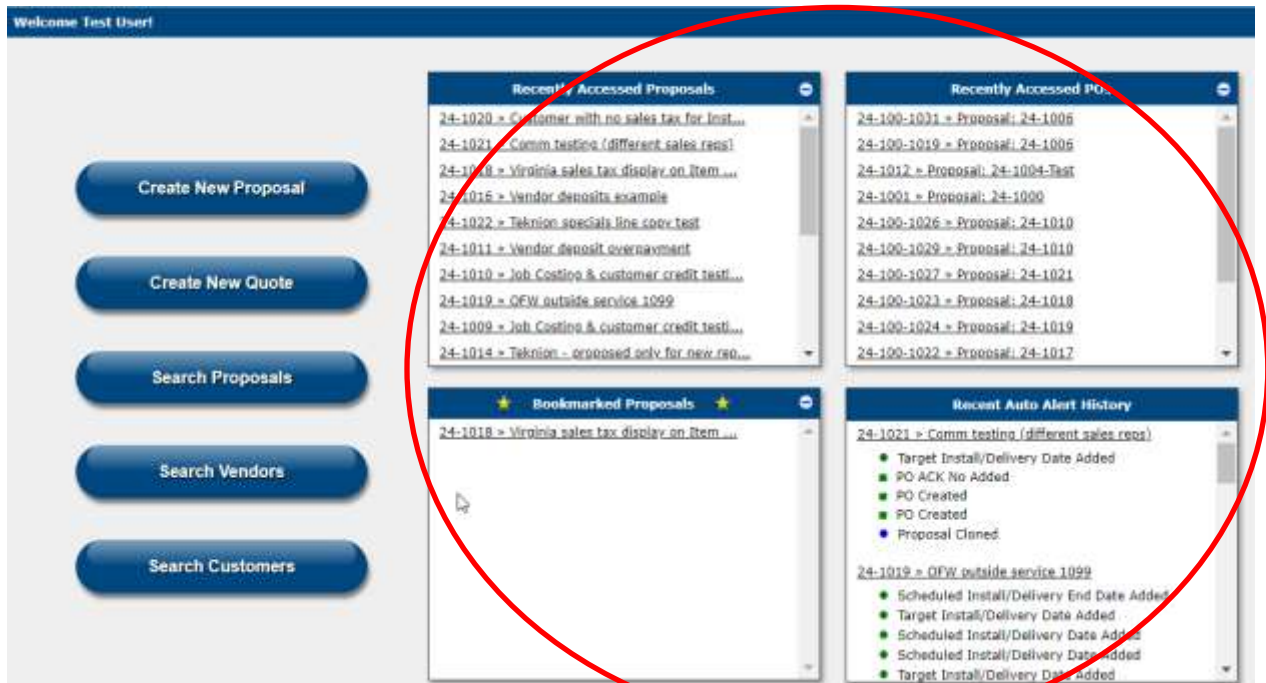 Welcome Test User!
Create New Proposal
Create New Quote
Search Proposals
Search Vendors
Search Customers
Recently Accessed Proposals
24-1020 » Customer with no sales tax for Inst...
24-1021 » Comm testing (different sales reps)
24-1018 » Virginia sales tax display on Item ...
24-1016 » Vendor deposits example
24-1022 » Teknion specials line copy test
24-1011 » Vendor deposit overpayment
24-1010 » Job Costing & customer credit testi...
24-1019 » OFW outside service 1099
24-1009 » Job Costing & customer credit testi...
24-1014 » Teknion - proposed only for new rep...
Recently Accessed POs
24-100-1031 » Proposal: 24-1006
24-100-1019 » Proposal: 24-1006
24-1012 » Proposal: 24-1004-Test
24-1001 » Proposal: 24-1000
24-100-1026 » Proposal: 24-1010
24-100-1029 » Proposal: 24-1010
24-100-1027 » Proposal: 24-1021
24-100-1023 » Proposal: 24-1018
24-100-1024 » Proposal: 24-1019
24-100-1022 » Proposal: 24-1017
Bookmarked Proposals
24-1018 » Virginia sales tax display on Item ...
Recent Auto Alert History
24-1021 » Comm testing (different sales reps)
Target Install/Delivery Date Added
PO ACK No Added
PO Created
PO Created
Proposal Cloned
24-1019 » OFW outside service 1099
Scheduled Install/Delivery End Date Added
Target Install/Delivery Date Added
Scheduled Install/Delivery Date Added
Scheduled Install/Delivery Date Added
Target Install/Delivery Date Added